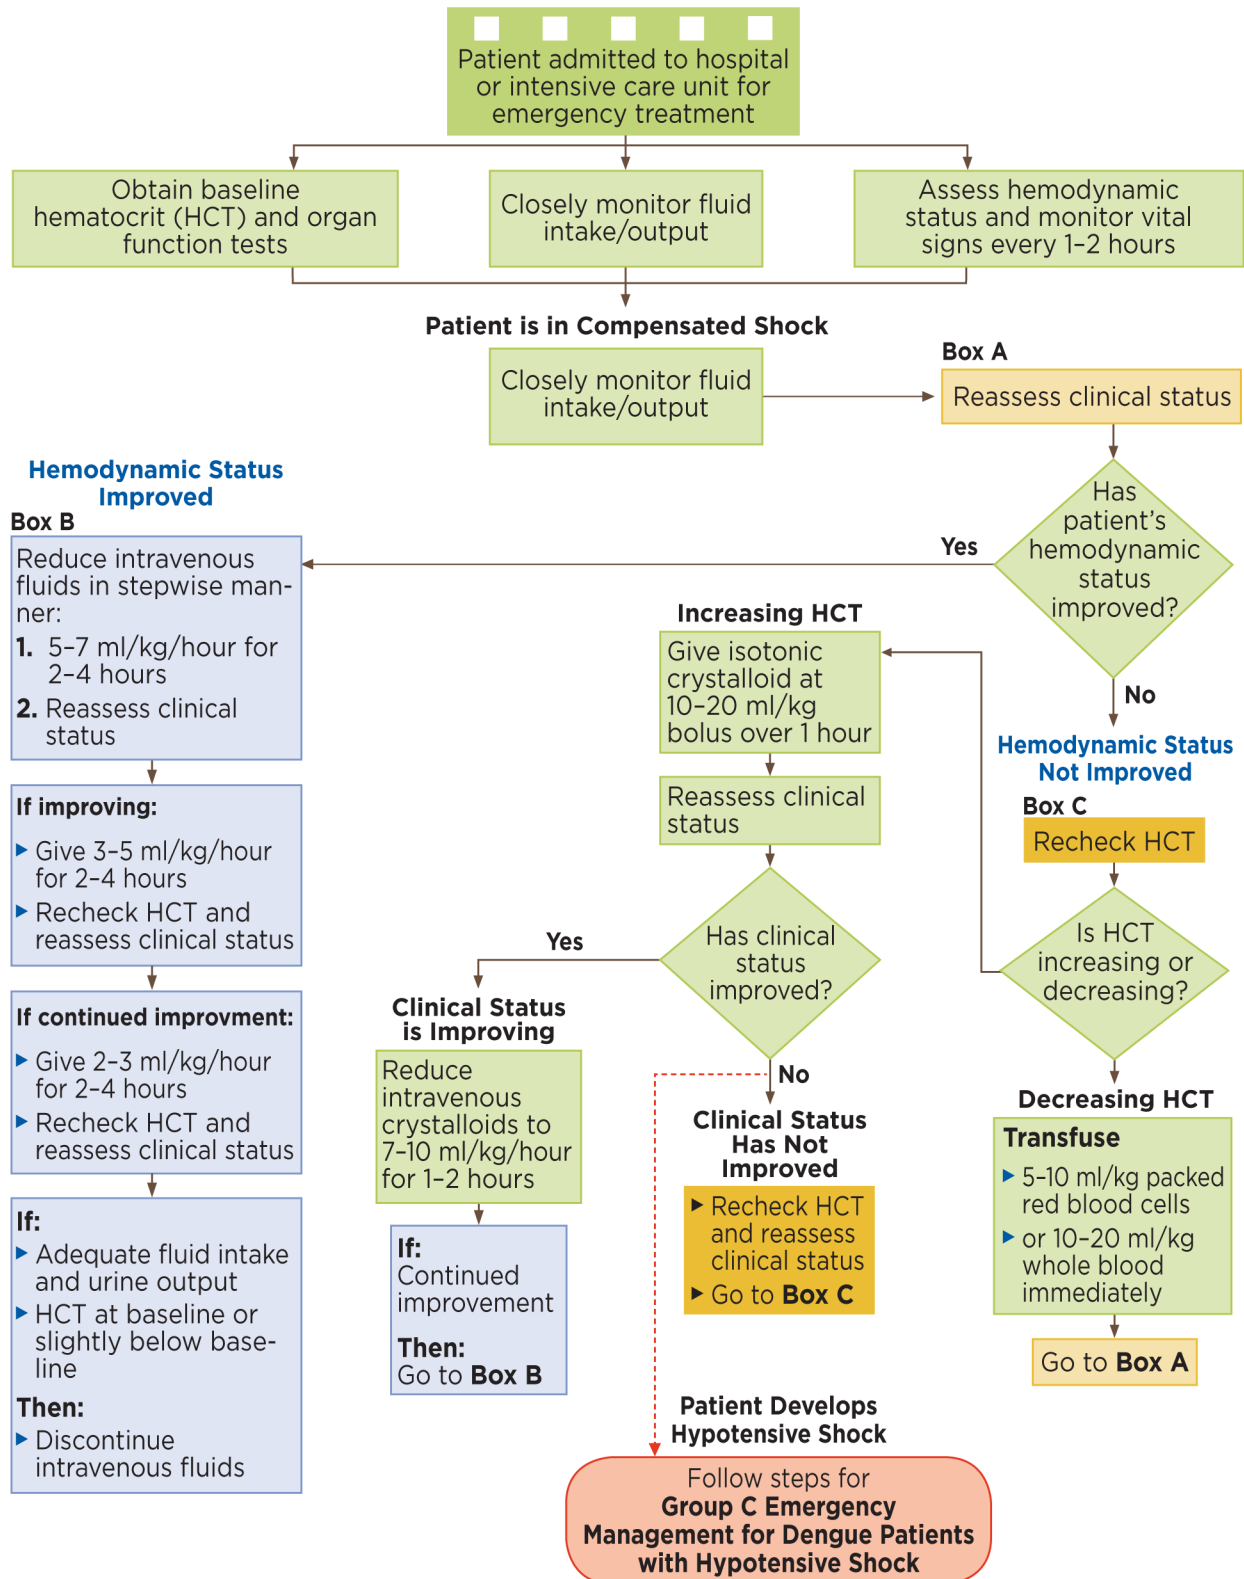 Patient admitted to hospital
or intensive care unit for
emergency treatment
Obtain baseline
hematocrit (HCT) and organ
function tests
Closely monitor fluid
intake/output
Assess hemodynamic
status and monitor vital
signs every 1–2 hours
Patient is in Compensated Shock
Closely monitor fluid
intake/output
Box A
Reassess clinical status
Has
patient's
hemodynamic
status
improved?
Yes
No
Hemodynamic Status
Improved
Box B
Reduce intravenous
fluids in stepwise man-
ner:
1. 5–7 ml/kg/hour for
2–4 hours
2. Reassess clinical
status
If improving:
▶ Give 3–5 ml/kg/hour
for 2–4 hours
▶ Recheck HCT and
reassess clinical status
If continued improvment:
▶ Give 2–3 ml/kg/hour
for 2–4 hours
▶ Recheck HCT and
reassess clinical status
If:
▶ Adequate fluid intake
and urine output
▶ HCT at baseline or
slightly below base-
line
Then:
▶ Discontinue
intravenous fluids
Hemodynamic Status
Not Improved
Box C
Recheck HCT
Is HCT
increasing or
decreasing?
Increasing HCT
Give isotonic
crystalloid at
10–20 ml/kg
bolus over 1 hour
Reassess clinical
status
Has clinical
status
improved?
Yes
Clinical Status
is Improving
Reduce
intravenous
crystalloids to
7–10 ml/kg/hour
for 1–2 hours
If:
Continued
improvement
Then:
Go to Box B
No
Clinical Status
Has Not
Improved
▶ Recheck HCT
and reassess
clinical status
▶ Go to Box C
Decreasing HCT
Transfuse
▶ 5–10 ml/kg packed
red blood cells
▶ or 10–20 ml/kg
whole blood
immediately
Go to Box A
Patient Develops
Hypotensive Shock
Follow steps for
Group C Emergency
Management for Dengue Patients
with Hypotensive Shock